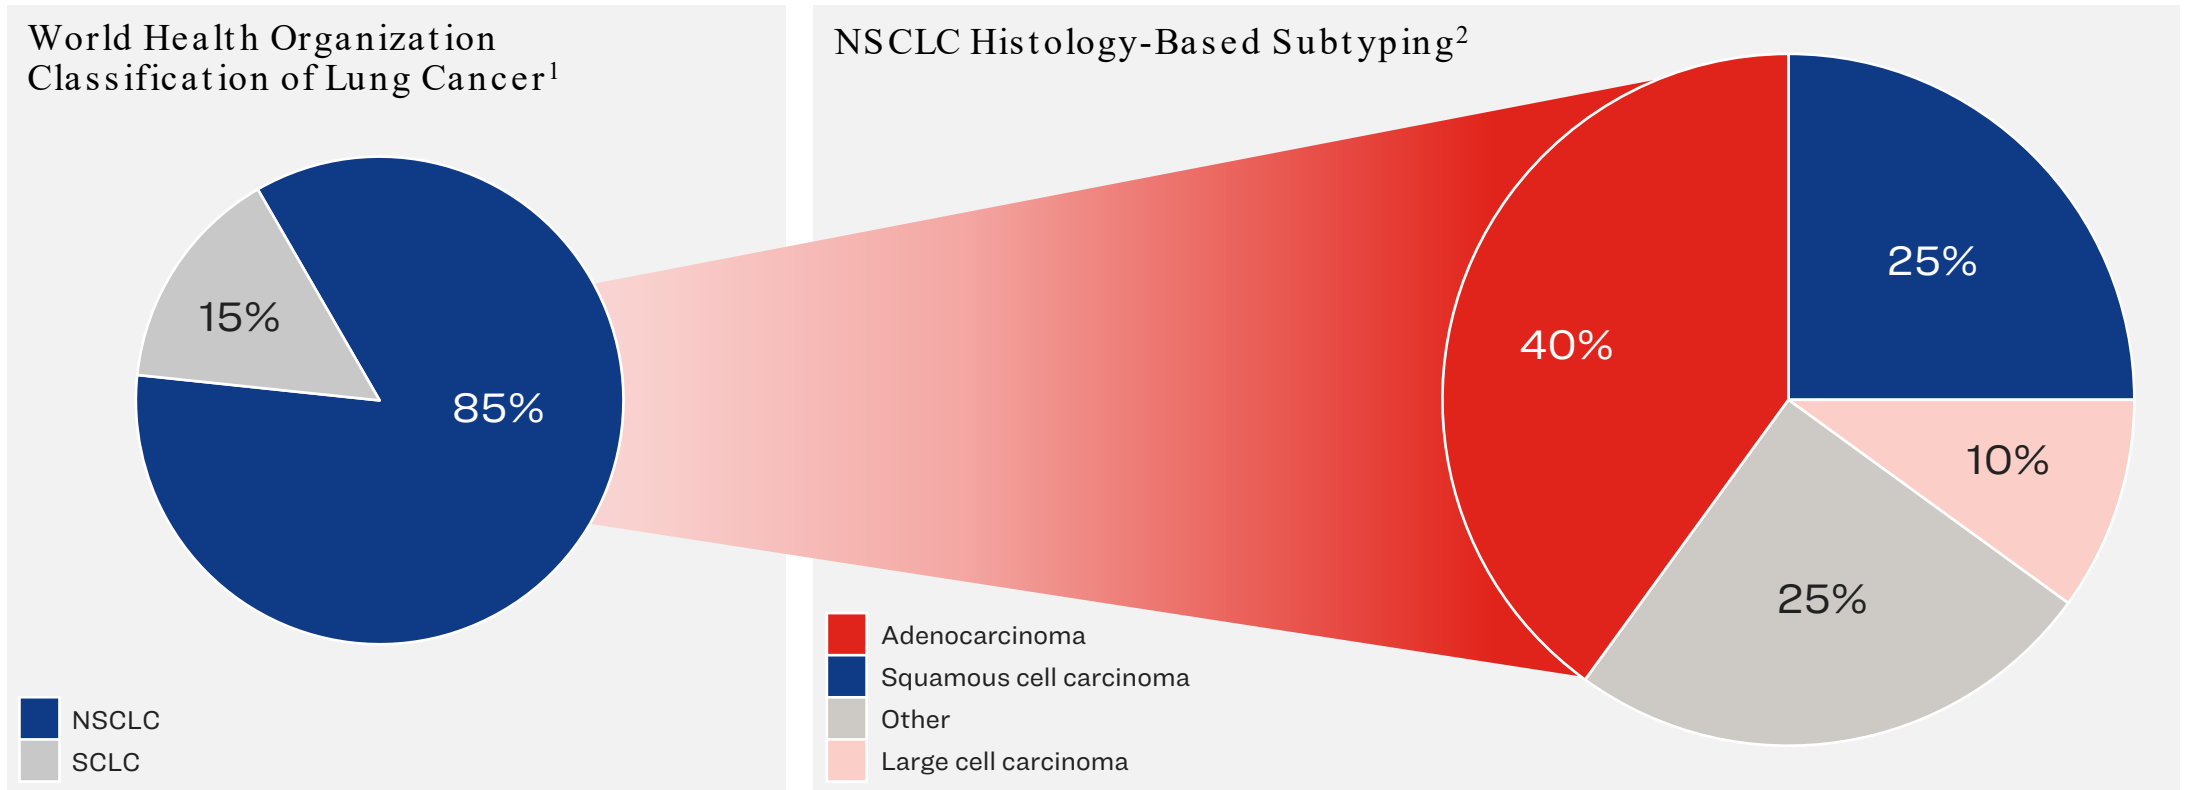 World Health Organization
Classification of Lung Cancer¹
15%
85%
NSCLC
SCLC
NSCLC Histology-Based Subtyping²
25%
40%
10%
25%
Adenocarcinoma
Squamous cell carcinoma
Other
Large cell carcinoma